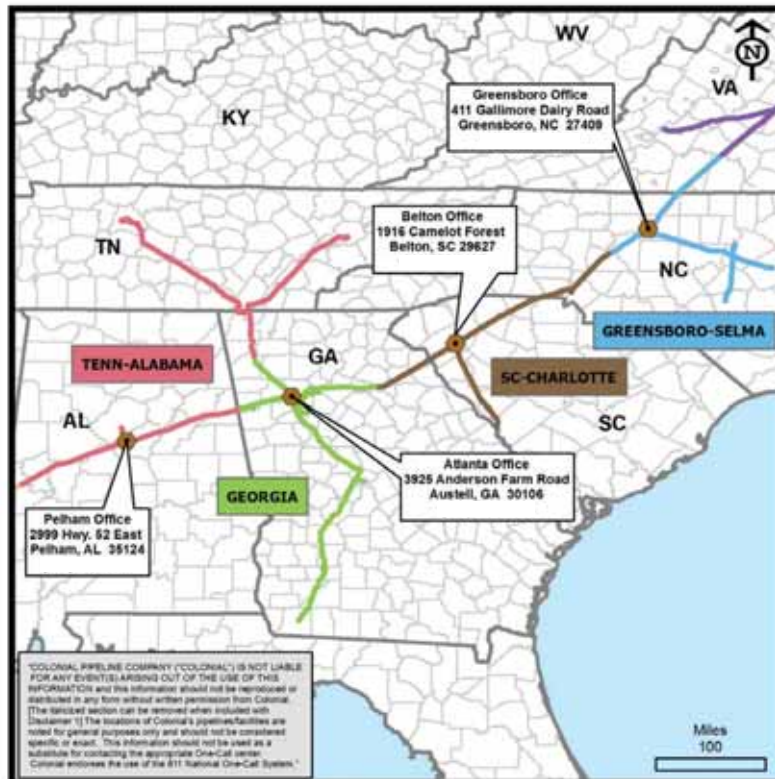 WV
N
VA
Greensboro Office
411 Gallimore Dairy Road
Greensboro, NC 27409
KY
Belton Office
1916 Camelot Forest
Belton, SC 29627
TN
NC
GREENSBORO-SELMA
TENN-ALABAMA
GA
SC-CHARLOTTE
AL
SC
Atlanta Office
3925 Anderson Farm Road
Austell, GA 30106
GEORGIA
Pelham Office
2999 Hwy. 52 East
Pelham, AL 35124
"COLONIAL PIPELINE COMPANY ("COLONIAL") IS NOT LIABLE
FOR ANY EVENT(S) ARISING OUT OF THE USE OF THIS
INFORMATION and this information should not be reproduced or
distributed in any form without written permission from Colonial.
[The italicized section can be removed when included with
Disclaimer 1] The locations of Colonial's pipelines/facilities are
noted for general purposes only and should not be considered
specific or exact. This information should not be used as a
substitute for contacting the appropriate One-Call center.
Colonial endorses the use of the 811 National One-Call System."
Miles
100